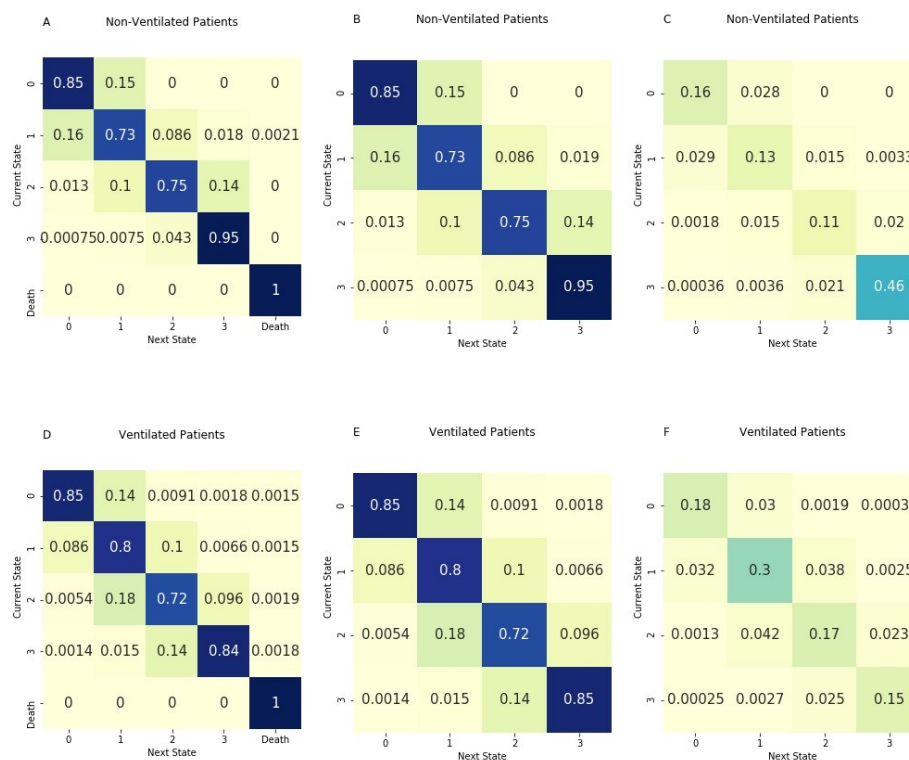 A Non-Ventilated Patients
0 0.85 0.15 0 0 0
1 0.16 0.73 0.086 0.018 0.0021
2 0.013 0.1 0.75 0.14 0
3 0.00075 0.0075 0.043 0.95 0
Death 0 0 0 0 1
0 1 2 3 Death
Current State
Next State
B Non-Ventilated Patients
0 0.85 0.15 0 0
1 0.16 0.73 0.086 0.019
2 0.013 0.1 0.75 0.14
3 0.00075 0.0075 0.043 0.95
0 1 2 3
Current State
Next State
C Non-Ventilated Patients
0 0.16 0.028 0 0
1 0.029 0.13 0.015 0.0033
2 0.0018 0.015 0.11 0.02
3 0.00036 0.0036 0.021 0.46
0 1 2 3
Current State
Next State
D Ventilated Patients
0 0.85 0.14 0.0091 0.0018 0.0015
1 0.086 0.8 0.1 0.0066 0.0015
2 0.0054 0.18 0.72 0.096 0.0019
3 0.0014 0.015 0.14 0.84 0.0018
Death 0 0 0 0 1
0 1 2 3 Death
Current State
Next State
E Ventilated Patients
0 0.85 0.14 0.0091 0.0018
1 0.086 0.8 0.1 0.0066
2 0.0054 0.18 0.72 0.096
3 0.0014 0.015 0.14 0.85
0 1 2 3
Current State
Next State
F Ventilated Patients
0 0.18 0.03 0.0019 0.0003
1 0.032 0.3 0.038 0.0025
2 0.0013 0.042 0.17 0.023
3 0.00025 0.0027 0.025 0.15
0 1 2 3
Current State
Next State